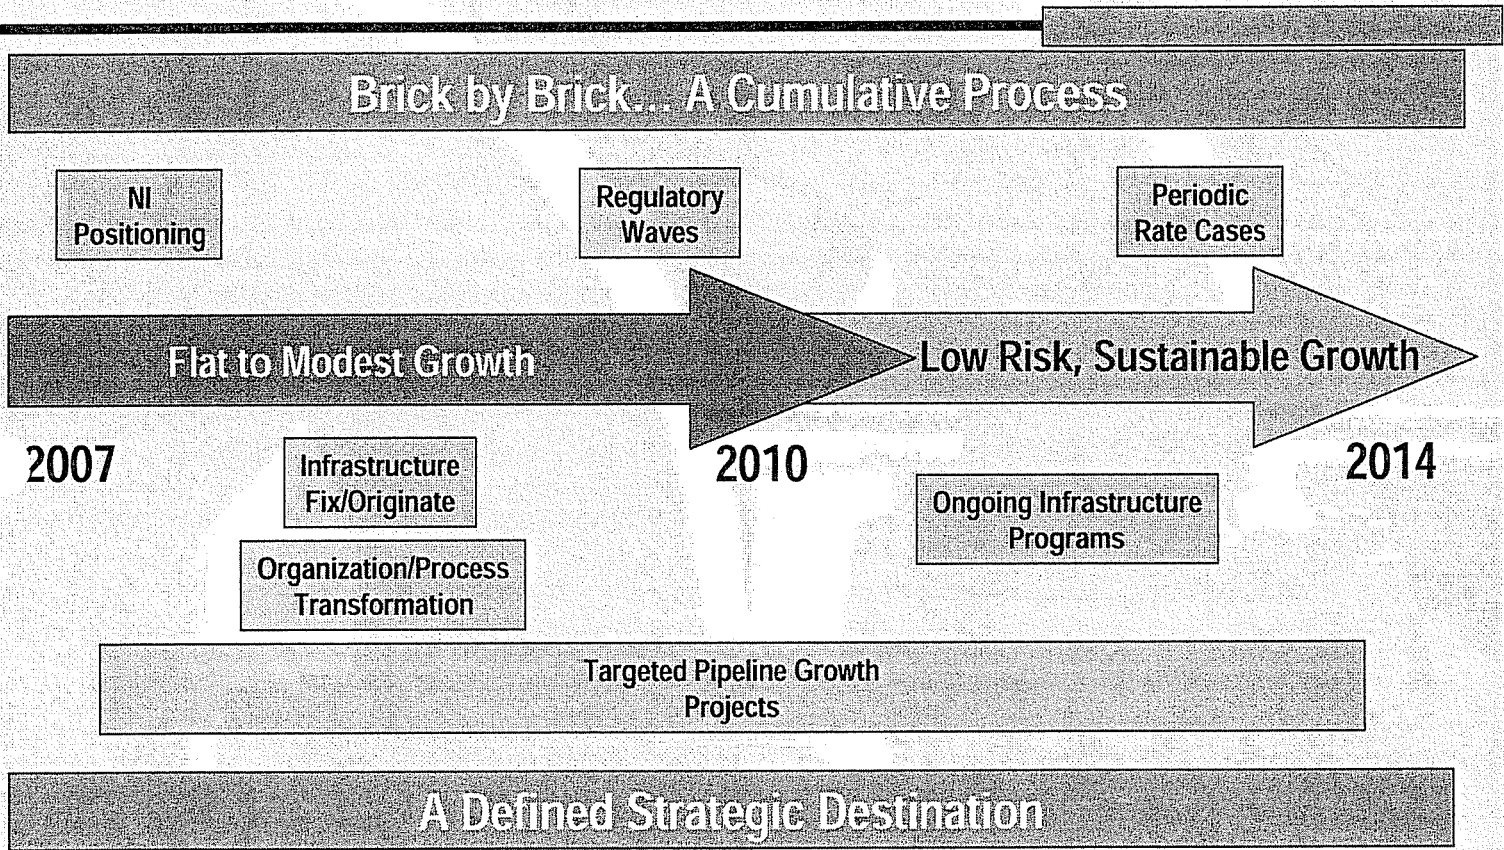 Brick by Brick... A Cumulative Process
NI
Positioning
Regulatory
Waves
Periodic
Rate Cases
Flat to Modest Growth
Low Risk, Sustainable Growth
2007
2010
2014
Infrastructure
Fix/Originate
Ongoing Infrastructure
Programs
Organization/Process
Transformation
Targeted Pipeline Growth
Projects
A Defined Strategic Destination